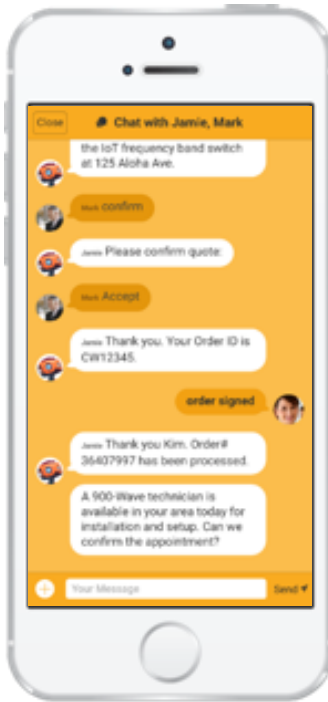 Close Chat with Jamie, Mark
the IoT frequency band switch
at 125 Aloha Ave.
Mark confirm
Jamie Please confirm quote:
Mark Accept
Jamie Thank you. Your Order ID is
CW12345.
order signed
Jamie Thank you Kim. Order#
36407997 has been processed.
A 900-Wave technician is
available in your area today for
installation and setup. Can we
confirm the appointment?
Your Message Send